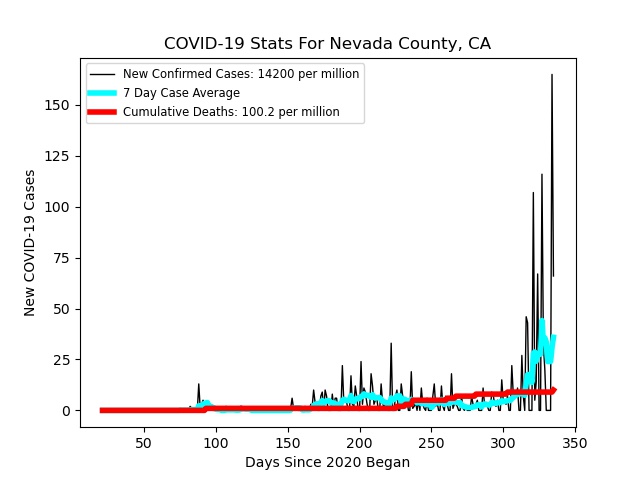 COVID-19 Stats For Nevada County, CA
New Confirmed Cases: 14200 per million
7 Day Case Average
Cumulative Deaths: 100.2 per million
New COVID-19 Cases
150
125
100
75
50
25
0
50 100 150 200 250 300 350
Days Since 2020 Began